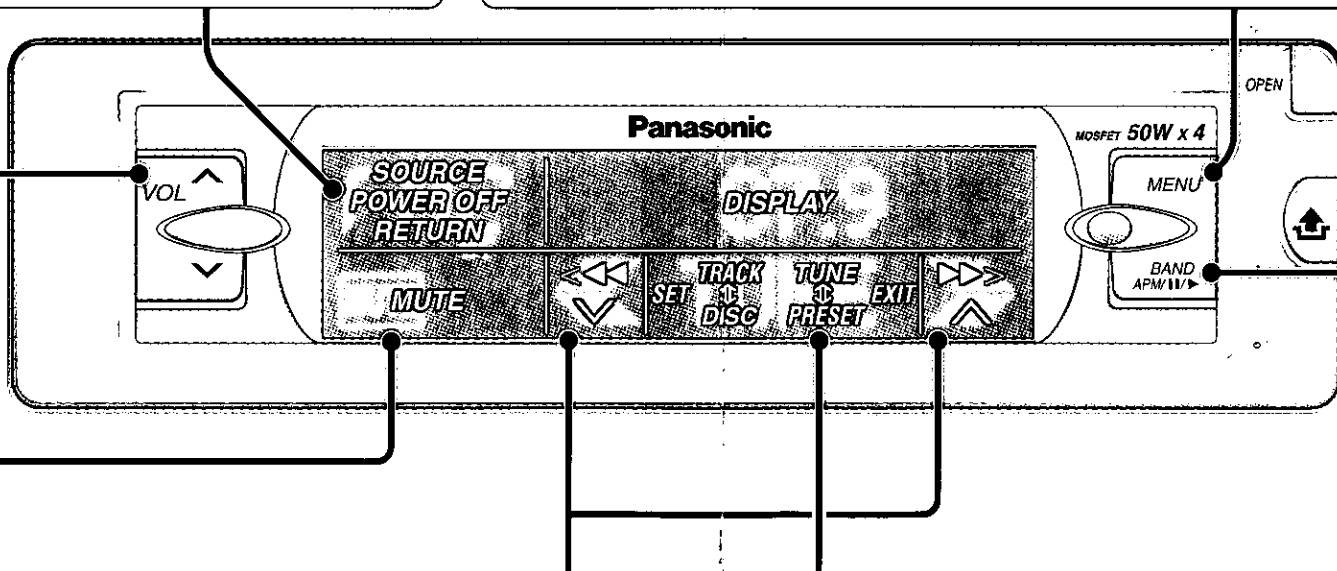 OPEN
Panasonic
MOSFET 50W x 4
VOL
SOURCE
POWER OFF
RETURN
DISPLAY
MENU
MUTE
SET
TRACK
DISC
TUNE
PRESET
EXIT
BAND
APM/